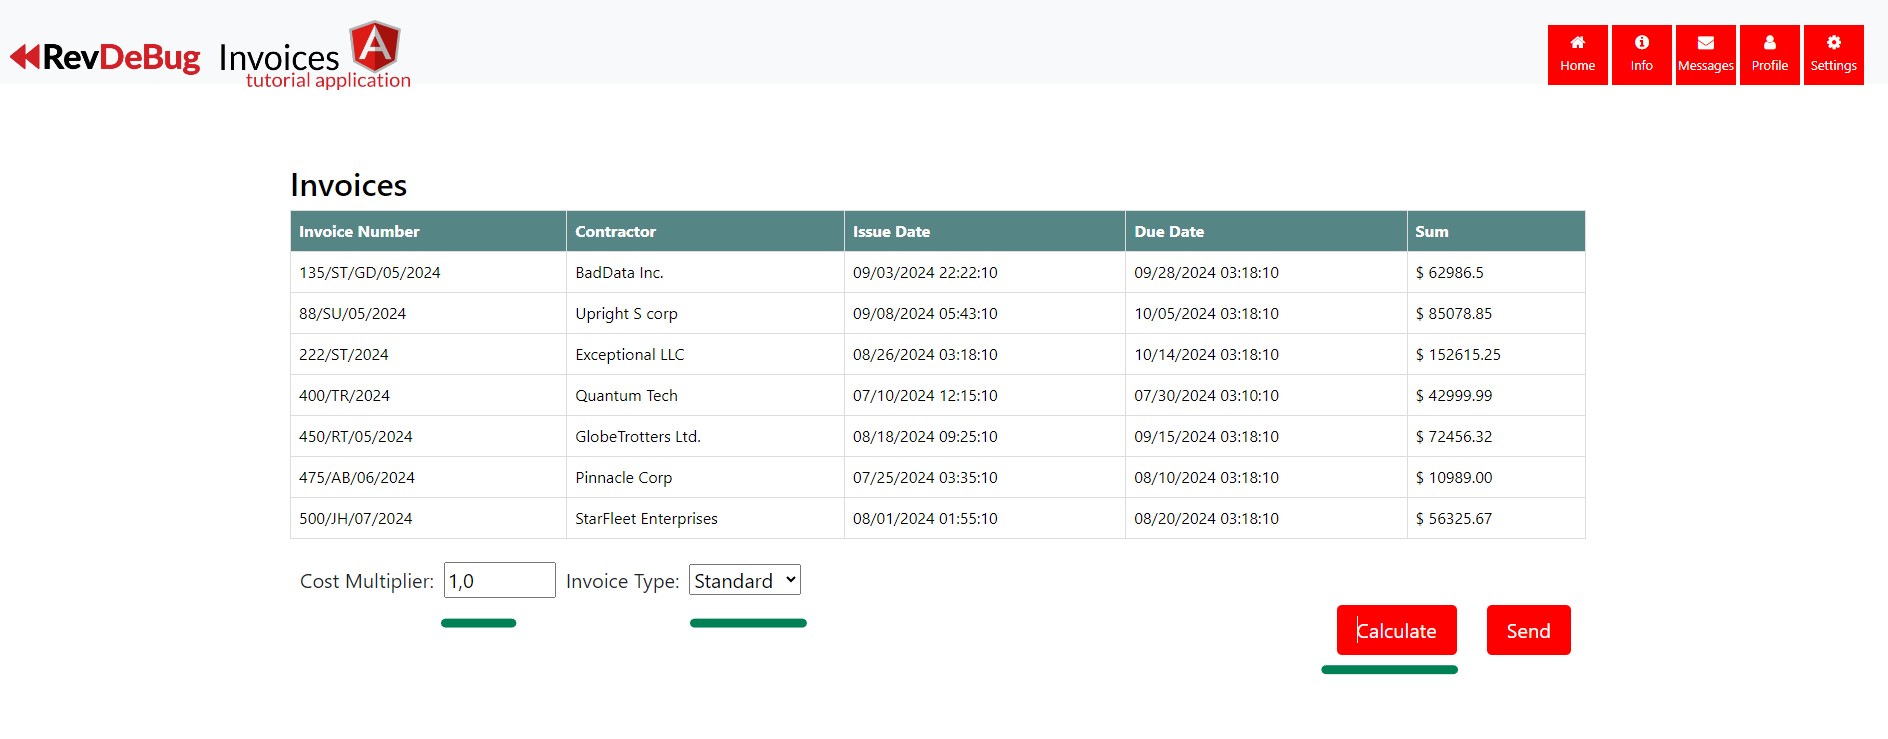 RevDeBug Invoices A
tutorial application
Home Info Messages Profile Settings
Invoices
Invoice Number Contractor Issue Date Due Date Sum
135/ST/GD/05/2024 BadData Inc. 09/03/2024 22:22:10 09/28/2024 03:18:10 $ 62986.5
88/SU/05/2024 Upright S corp 09/08/2024 05:43:10 10/05/2024 03:18:10 $ 85078.85
222/ST/2024 Exceptional LLC 08/26/2024 03:18:10 10/14/2024 03:18:10 $ 152615.25
400/TR/2024 Quantum Tech 07/10/2024 12:15:10 07/30/2024 03:10:10 $ 42999.99
450/RT/05/2024 GlobeTrotters Ltd. 08/18/2024 09:25:10 09/15/2024 03:18:10 $ 72456.32
475/AB/06/2024 Pinnacle Corp 07/25/2024 03:35:10 08/10/2024 03:18:10 $ 10989.00
500/JH/07/2024 StarFleet Enterprises 08/01/2024 01:55:10 08/20/2024 03:18:10 $ 56325.67
Cost Multiplier: 1,0 Invoice Type: Standard
Calculate Send